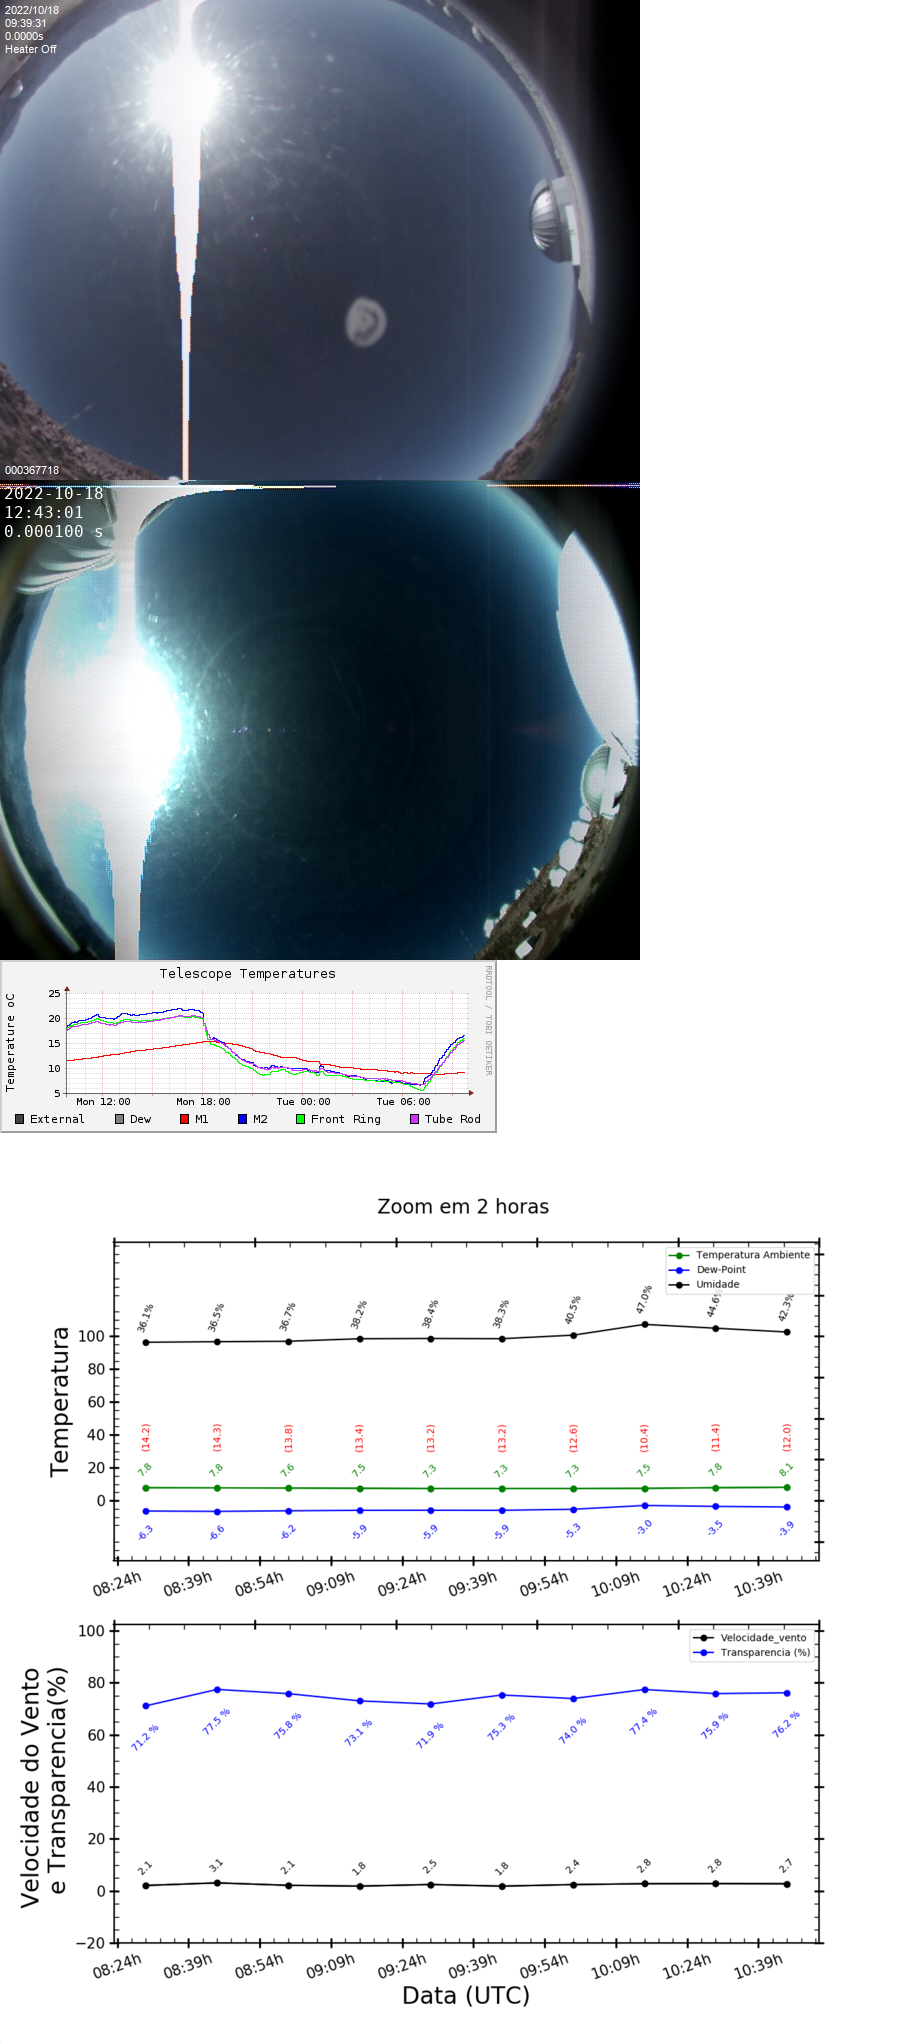 2022/10/18
09:39:31
0.0000s
Heater Off
000367718
2022-10-18
12:43:01
0.000100 s
Telescope Temperatures
Temperature oC
25
20
15
10
5
Mon 12:00 Mon 18:00 Tue 00:00 Tue 06:00
External Dew M1 M2 Front Ring Tube Rod
RRDTOOL / TOBI OETIKER
Zoom em 2 horas
Temperatura Ambiente
Dew-Point
Umidade
Temperatura
100
80
60
40
20
0
36.1% 36.5% 36.7% 38.2% 38.4% 38.3% 40.5% 47.0% 44.6% 42.3%
(14.2) (14.3) (13.8) (13.4) (13.2) (13.2) (12.6) (10.4) (11.4) (12.0)
7.8 7.8 7.6 7.5 7.3 7.3 7.3 7.5 7.8 8.1
-6.3 -6.6 -6.2 -5.9 -5.9 -5.9 -5.3 -3.0 -3.5 -3.9
08:24h 08:39h 08:54h 09:09h 09:24h 09:39h 09:54h 10:09h 10:24h 10:39h
Velocidade_vento
Transparencia (%)
Velocidade do Vento
e Transparencia(%)
100
80
60
40
20
0
−20
71.2 % 77.5 % 75.8 % 73.1 % 71.9 % 75.3 % 74.0 % 77.4 % 75.9 % 76.2 %
2.1 3.1 2.1 1.8 2.5 1.8 2.4 2.8 2.8 2.7
08:24h 08:39h 08:54h 09:09h 09:24h 09:39h 09:54h 10:09h 10:24h 10:39h
Data (UTC)